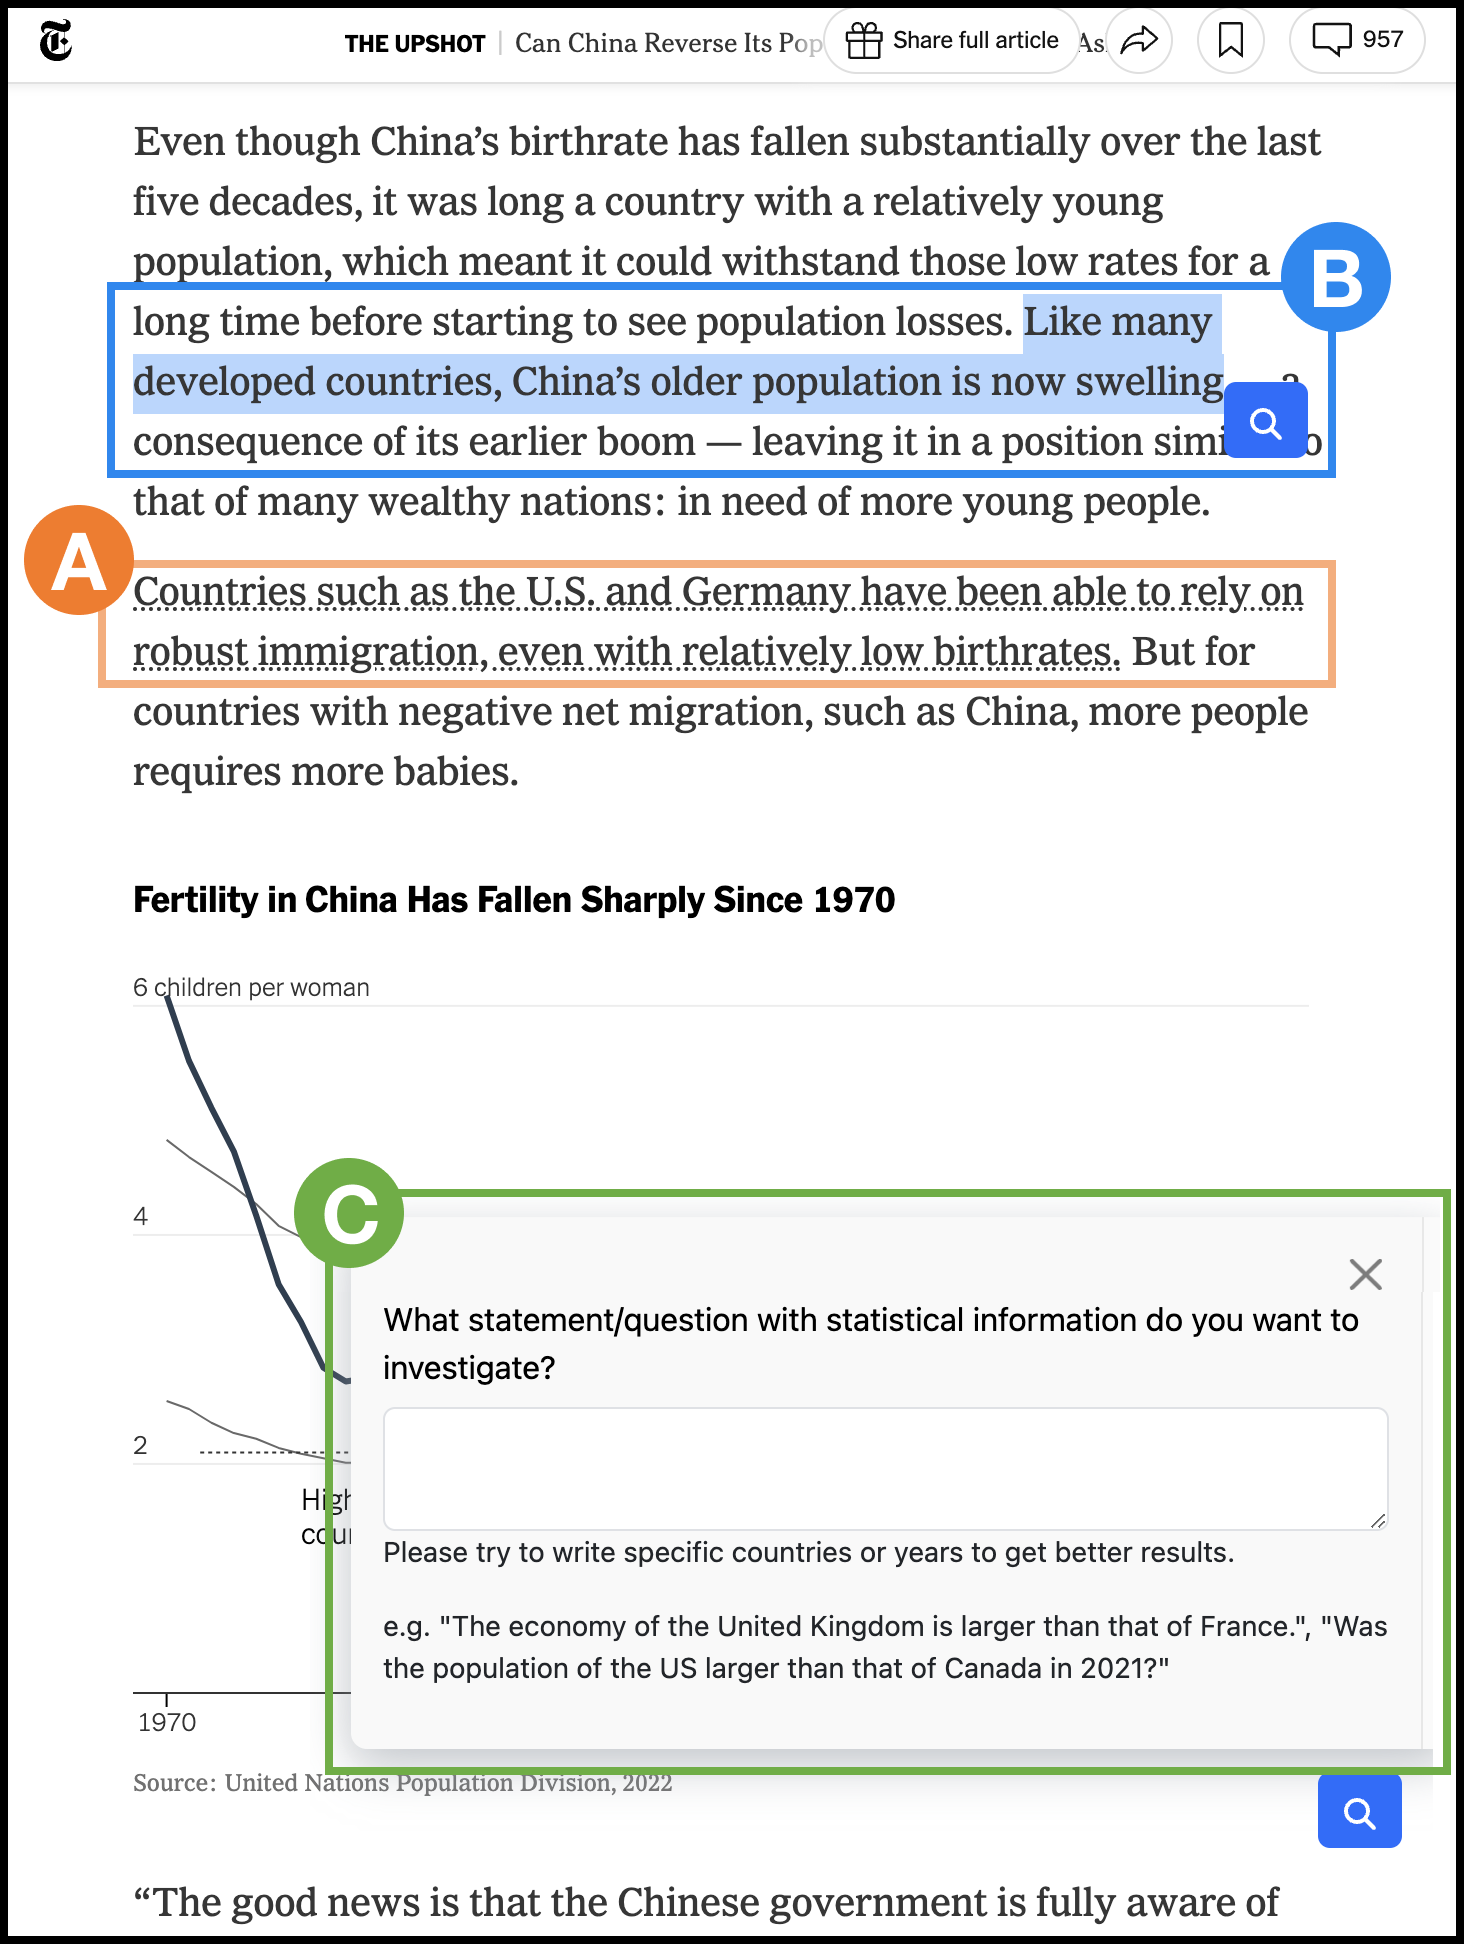 THE UPSHOT | Can China Reverse Its Pop
Share full article
As
957
Even though China’s birthrate has fallen substantially over the last
five decades, it was long a country with a relatively young
population, which meant it could withstand those low rates for a
B
long time before starting to see population losses. Like many
developed countries, China’s older population is now swelling
consequence of its earlier boom — leaving it in a position
that of many wealthy nations: in need of more young people.
A
Countries such as the U.S. and Germany have been able to rely on
robust immigration, even with relatively low birthrates. But for
countries with negative net migration, such as China, more people
requires more babies.
Fertility in China Has Fallen Sharply Since 1970
6 children per woman
4
C
2
What statement/question with statistical information do you want to
investigate?
Please try to write specific countries or years to get better results.
e.g. "The economy of the United Kingdom is larger than that of France.", "Was
the population of the US larger than that of Canada in 2021?"
1970
Source: United Nations Population Division, 2022
“The good news is that the Chinese government is fully aware of